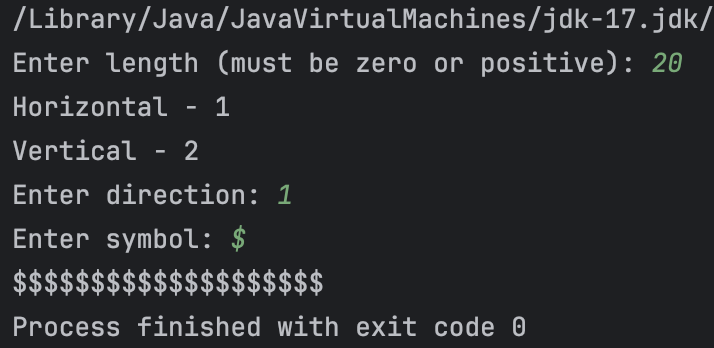 /Library/Java/JavaVirtualMachines/jdk-17.jdk/
Enter length (must be zero or positive): 20
Horizontal - 1
Vertical - 2
Enter direction: 1
Enter symbol: $
$$$$$$$$$$$$$$$$$$$$
Process finished with exit code 0